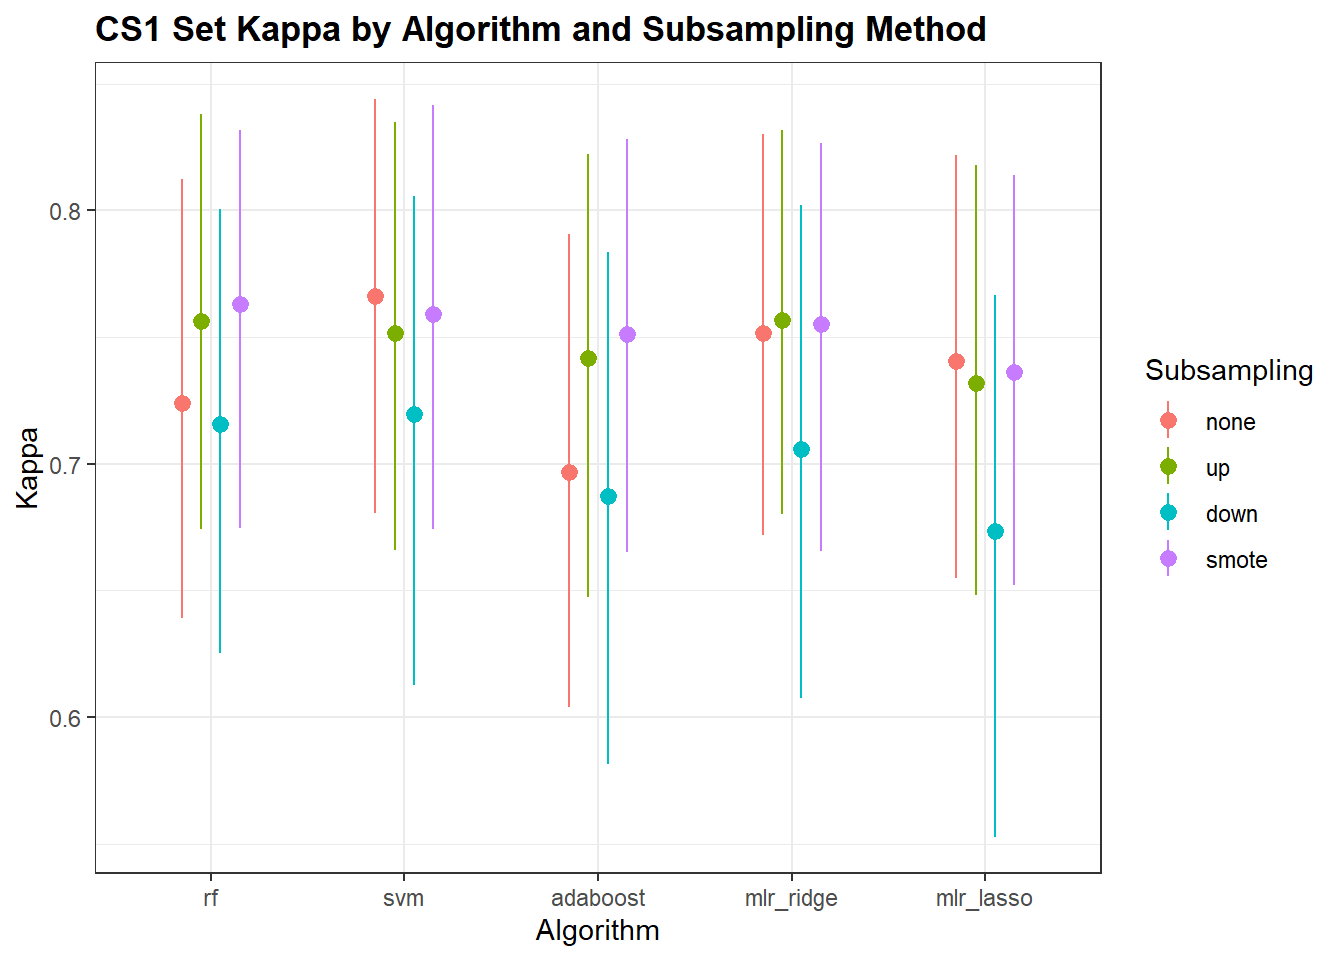 CS1 Set Kappa by Algorithm and Subsampling Method
Kappa
0.8
0.7
0.6
rf
svm
adaboost
mlr_ridge
mlr_lasso
Algorithm
Subsampling
none
up
down
smote